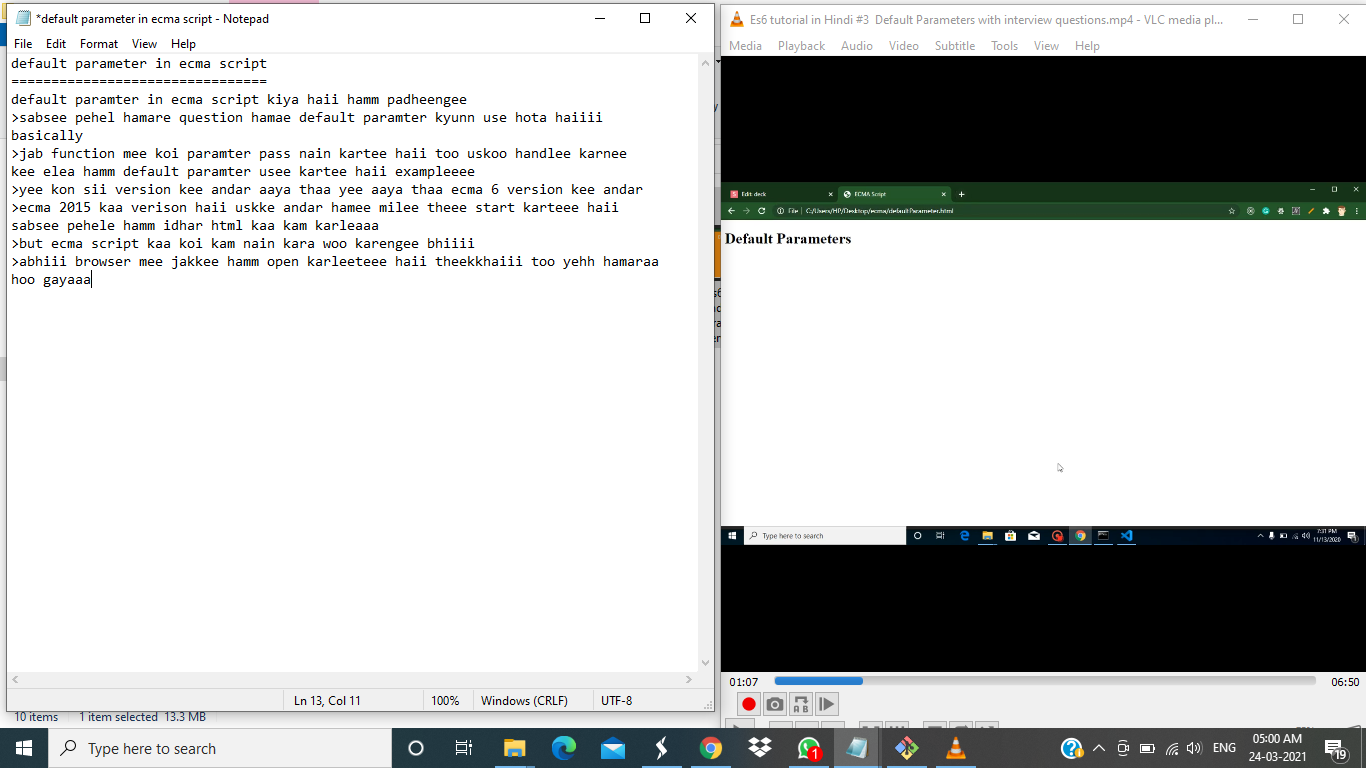 *default parameter in ecma script - Notepad
File Edit Format View Help
default parameter in ecma script
================================
default paramter in ecma script kiya haii hamm padheengee
>sabsee pehel hamare question hamae default paramter kyunn use hota haiiii
basically
>jab function mee koi paramter pass nain kartee haii too uskoo handlee karnee
kee elea hamm default paramter usee kartee haii exampleeee
>yee kon sii version kee andar aaya thaa yee aaya thaa ecma 6 version kee andar
>ecma 2015 kaa verison haii uskke andar hamee milee theee start karteee haii
sabsee pehele hamm idhar html kaa kam karleaaa
>but ecma script kaa koi kam nain kara woo karengee bhiiii
>abhiii browser mee jakkee hamm open karleeteee haii theekkhaiii too yehh hamaraa
hoo gayaaa
Ln 13, Col 11 100% Windows (CRLF) UTF-8
10 items 1 item selected 13.3 MB
Es6 tutorial in Hindi #3 Default Parameters with interview questions.mp4 - VLC media pl...
Media Playback Audio Video Subtitle Tools View Help
Edit: deck ECMA Script
File C:/Users/HP/Desktop/ecma/defaultParameter.html
Default Parameters
Type here to search
7:31 PM
11/13/2020
01:07 06:50
A B
Type here to search
1
ENG
05:00 AM
24-03-2021
19